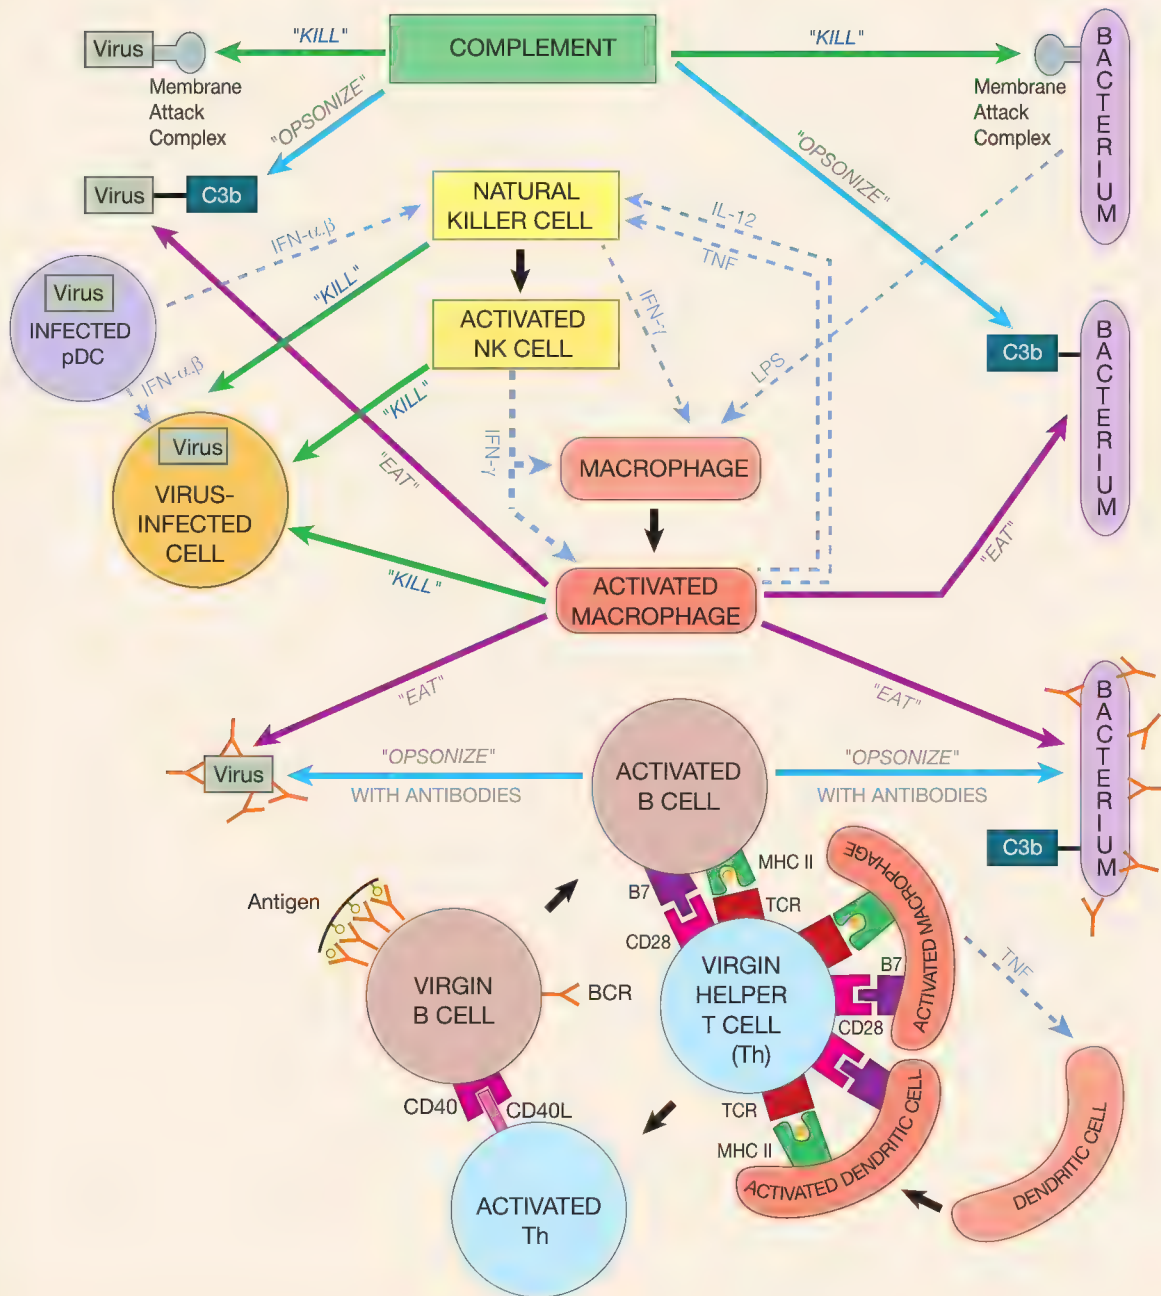 "KILL"
COMPLEMENT
"KILL"
Virus
Membrane
Attack
Complex
"OPSONIZE"
Membrane
Attack
Complex
BACTERIUM
"OPSONIZE"
Virus
C3b
NATURAL
KILLER CELL
IL-12
TNF
IFN-α,β
"KILL"
Virus
INFECTED
pDC
ACTIVATED
NK CELL
IFN-γ
LPS
C3b
BACTERIUM
IFN-α,β
"KILL"
Virus
VIRUS-
INFECTED
CELL
"EAT"
IFN-γ
MACROPHAGE
"EAT"
"KILL"
ACTIVATED
MACROPHAGE
"EAT"
"EAT"
BACTERIUM
Virus
"OPSONIZE"
WITH ANTIBODIES
ACTIVATED
B CELL
"OPSONIZE"
WITH ANTIBODIES
C3b
MHC II
B7
TCR
CD28
ACTIVATED MACROPHAGE
Antigen
VIRGIN
B CELL
BCR
VIRGIN
HELPER
T CELL
(Th)
B7
CD28
TNF
CD40
CD40L
TCR
MHC II
ACTIVATED DENDRITIC CELL
DENDRITIC CELL
ACTIVATED
Th